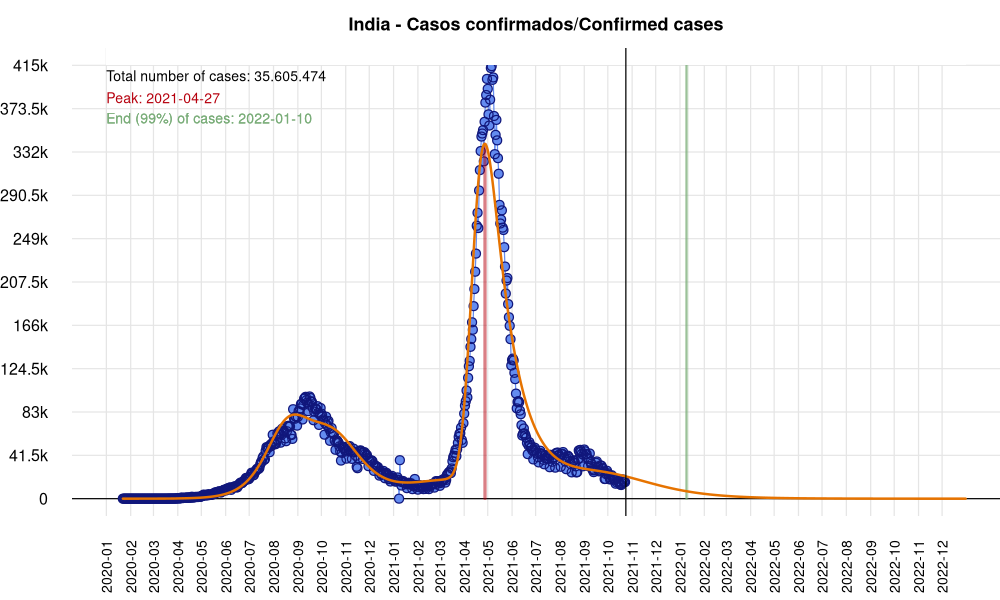 India - Casos confirmados/Confirmed cases
Total number of cases: 35.605.474
Peak: 2021-04-27
End (99%) of cases: 2022-01-10
415k
373.5k
332k
290.5k
249k
207.5k
166k
124.5k
83k
41.5k
0
2020-01
2020-02
2020-03
2020-04
2020-05
2020-06
2020-07
2020-08
2020-09
2020-10
2020-11
2020-12
2021-01
2021-02
2021-03
2021-04
2021-05
2021-06
2021-07
2021-08
2021-09
2021-10
2021-11
2021-12
2022-01
2022-02
2022-03
2022-04
2022-05
2022-06
2022-07
2022-08
2022-09
2022-10
2022-11
2022-12